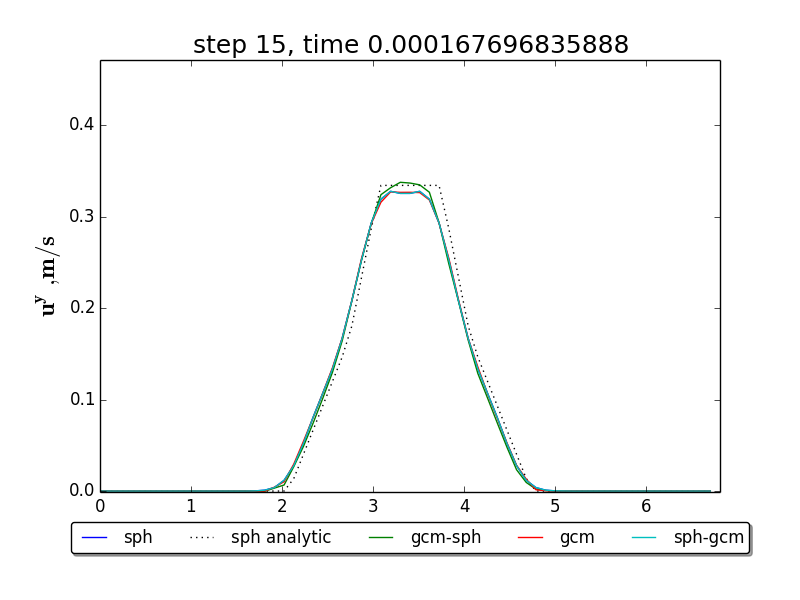 step 15, time 0.000167696835888
0.4
0.3
0.2
0.1
0.0
u^y ,m/s
0 1 2 3 4 5 6
sph sph analytic gcm-sph gcm sph-gcm